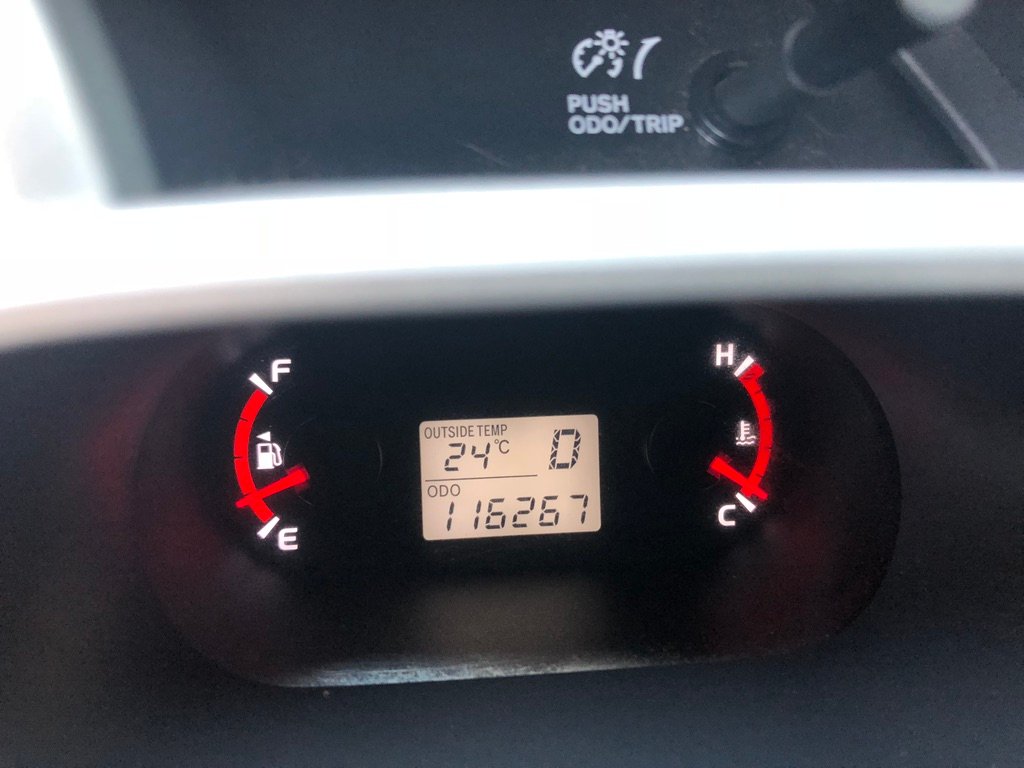 PUSH
ODO/TRIP
F
E
OUTSIDE TEMP
24°C
D
ODO
116267
H
C